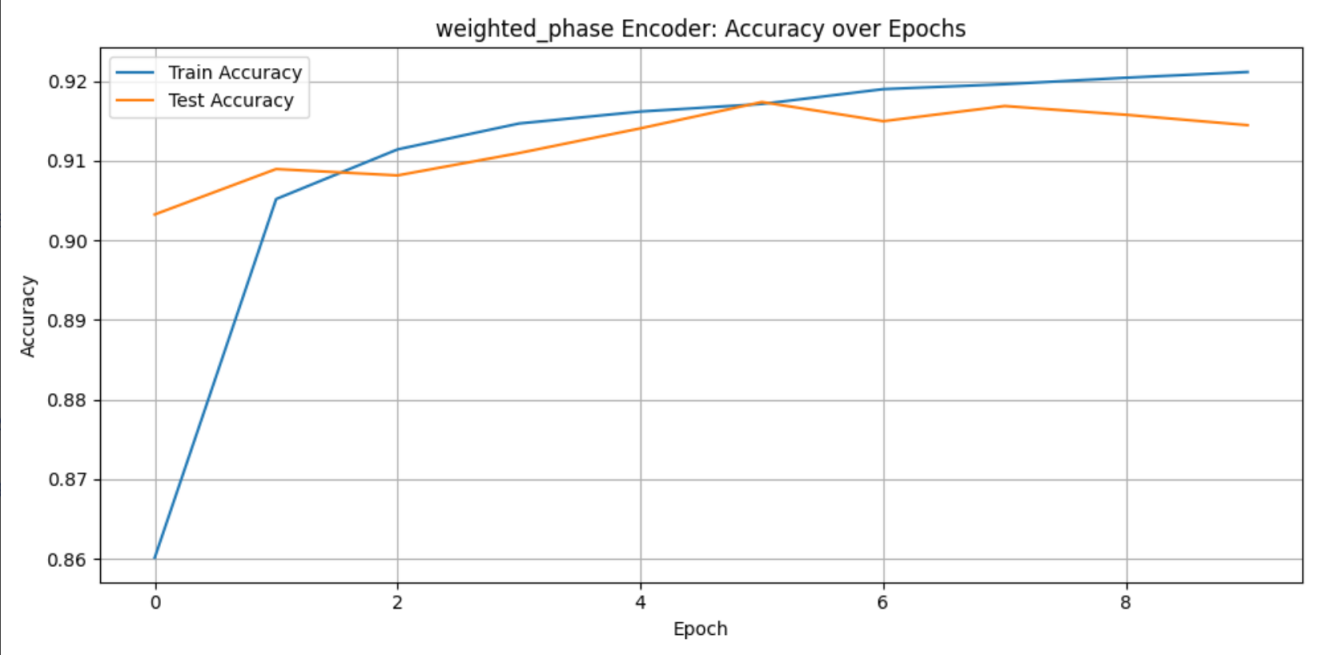 weighted_phase Encoder: Accuracy over Epochs
Train Accuracy
Test Accuracy
0.92
0.91
0.90
0.89
0.88
0.87
0.86
Accuracy
0 2 4 6 8
Epoch